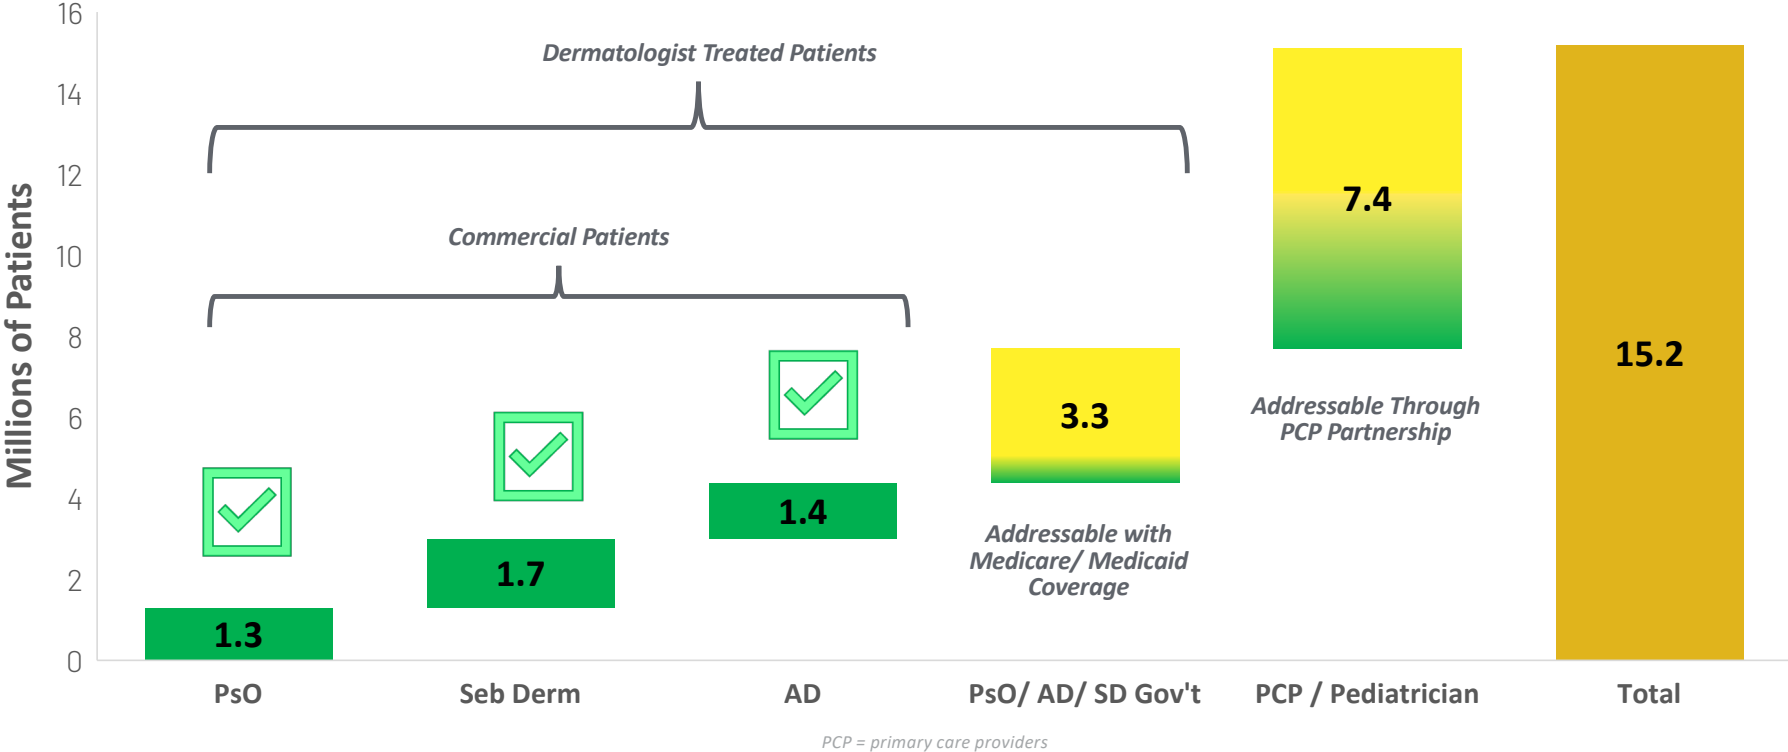 16
14
12
10
8
6
4
2
0
Millions of Patients
Dermatologist Treated Patients
Commercial Patients
1.3
1.7
1.4
3.3
7.4
15.2
Addressable with
Medicare/ Medicaid
Coverage
Addressable Through
PCP Partnership
PsO
Seb Derm
AD
PsO/ AD/ SD Gov't
PCP / Pediatrician
Total
PCP = primary care providers